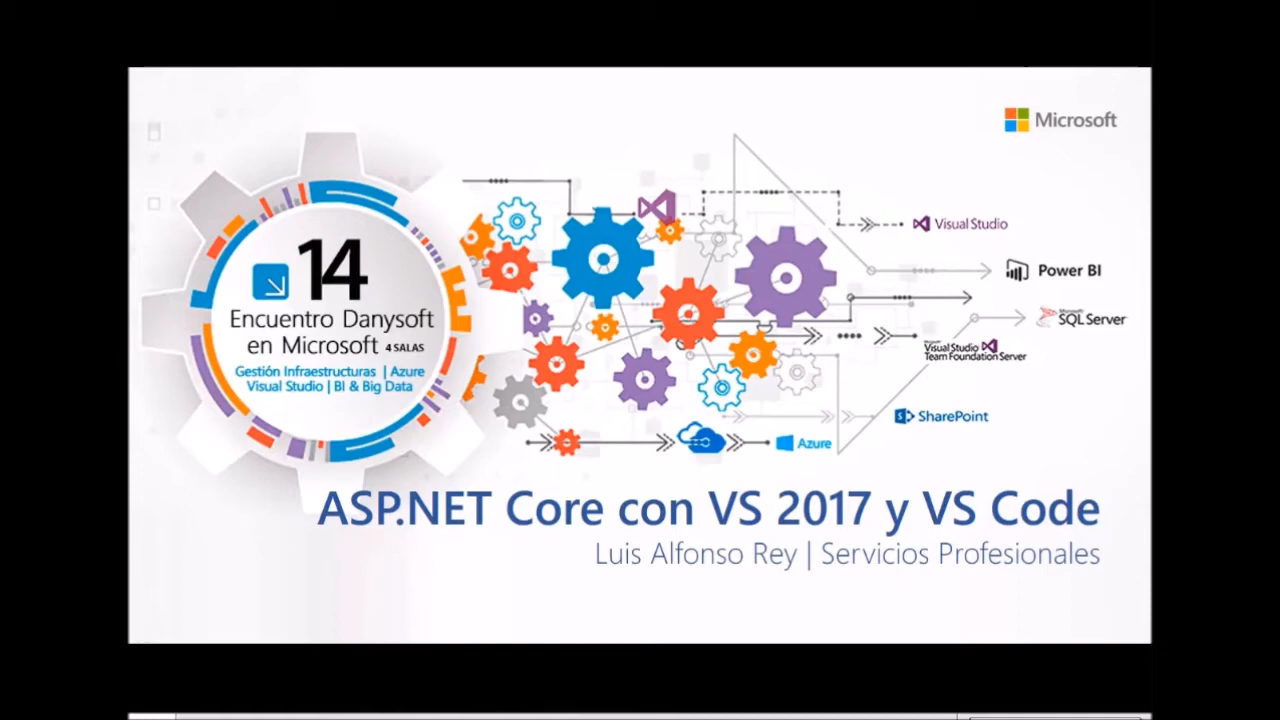 Microsoft
14
Encuentro Danysoft
en Microsoft 4 SALAS
Gestión Infraestructuras | Azure
Visual Studio | BI & Big Data
Visual Studio
Power BI
Microsoft
SQL Server
Microsoft
Visual Studio
Team Foundation Server
SharePoint
Azure
ASP.NET Core con VS 2017 y VS Code
Luis Alfonso Rey | Servicios Profesionales